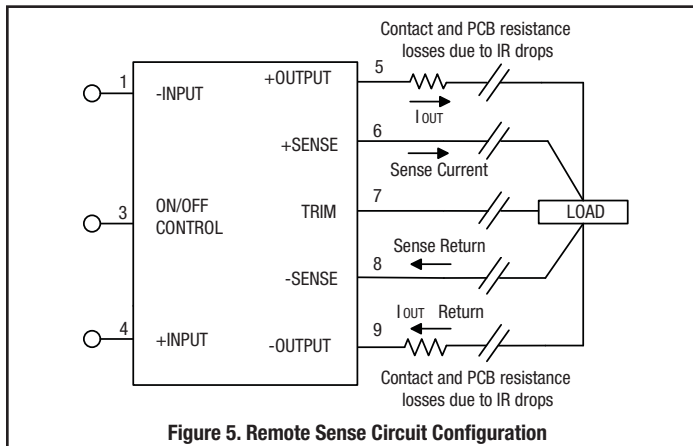 Contact and PCB resistance
losses due to IR drops
1
-INPUT
+OUTPUT
5
IOUT
+SENSE
6
Sense Current
3
ON/OFF
CONTROL
TRIM
7
LOAD
Sense Return
-SENSE
8
IOUT Return
4
+INPUT
-OUTPUT
9
Contact and PCB resistance
losses due to IR drops
Figure 5. Remote Sense Circuit Configuration